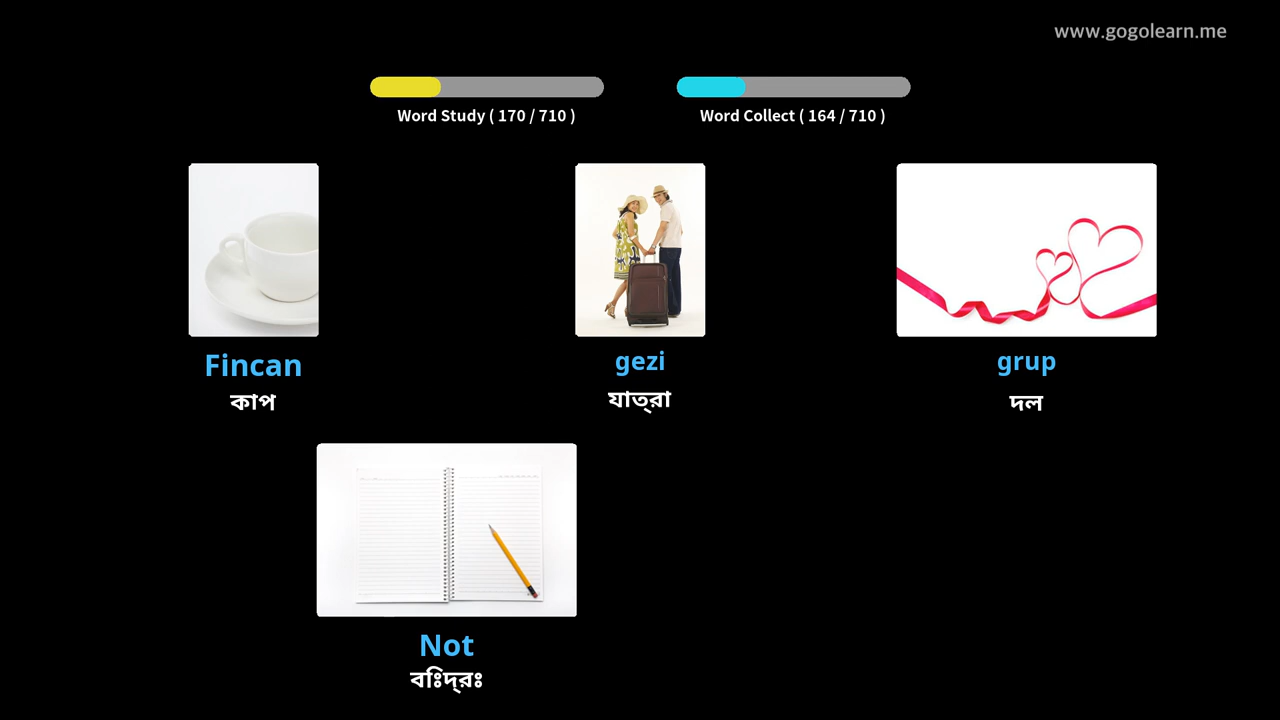 www.gogolearn.me
Word Study ( 170 / 710 )
Word Collect ( 164 / 710 )
Fincan
কাপ
gezi
যাত্রা
grup
দল
Not
বিঃদ্রঃ